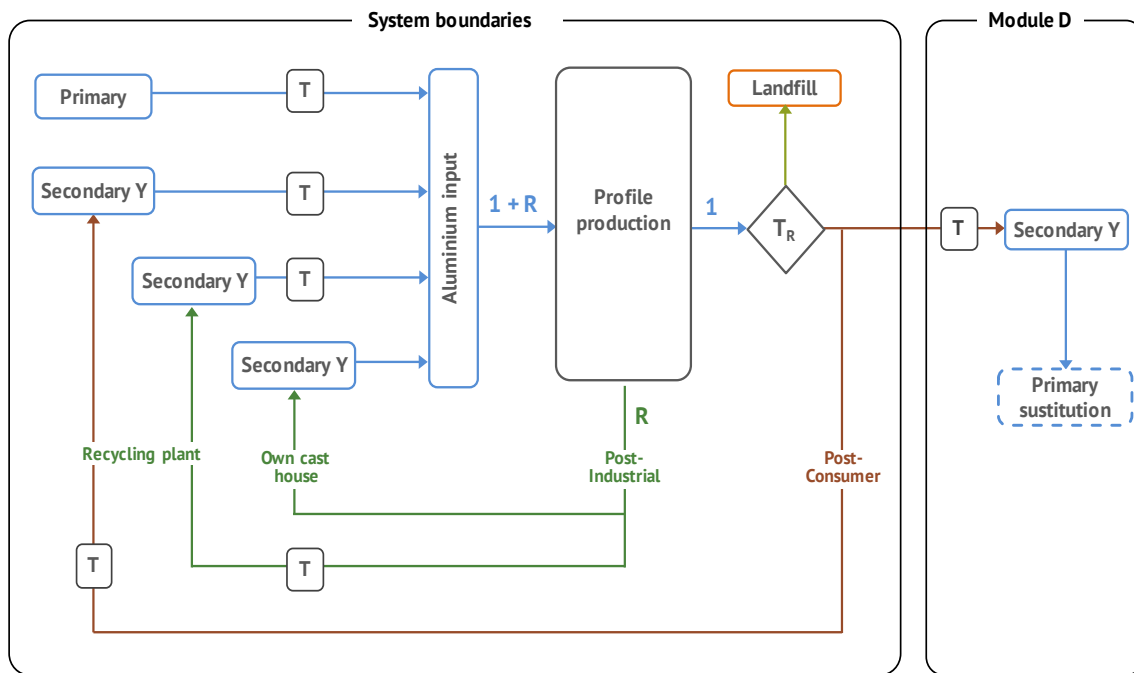 System boundaries
Module D
Primary
T
Landfill
Secondary Y
T
Aluminium input
1 + R
Profile
production
1
T_R
T
Secondary Y
Secondary Y
T
Secondary Y
R
Primary
sustitution
Recycling plant
Own cast
house
Post-
Industrial
Post-
Consumer
T
T